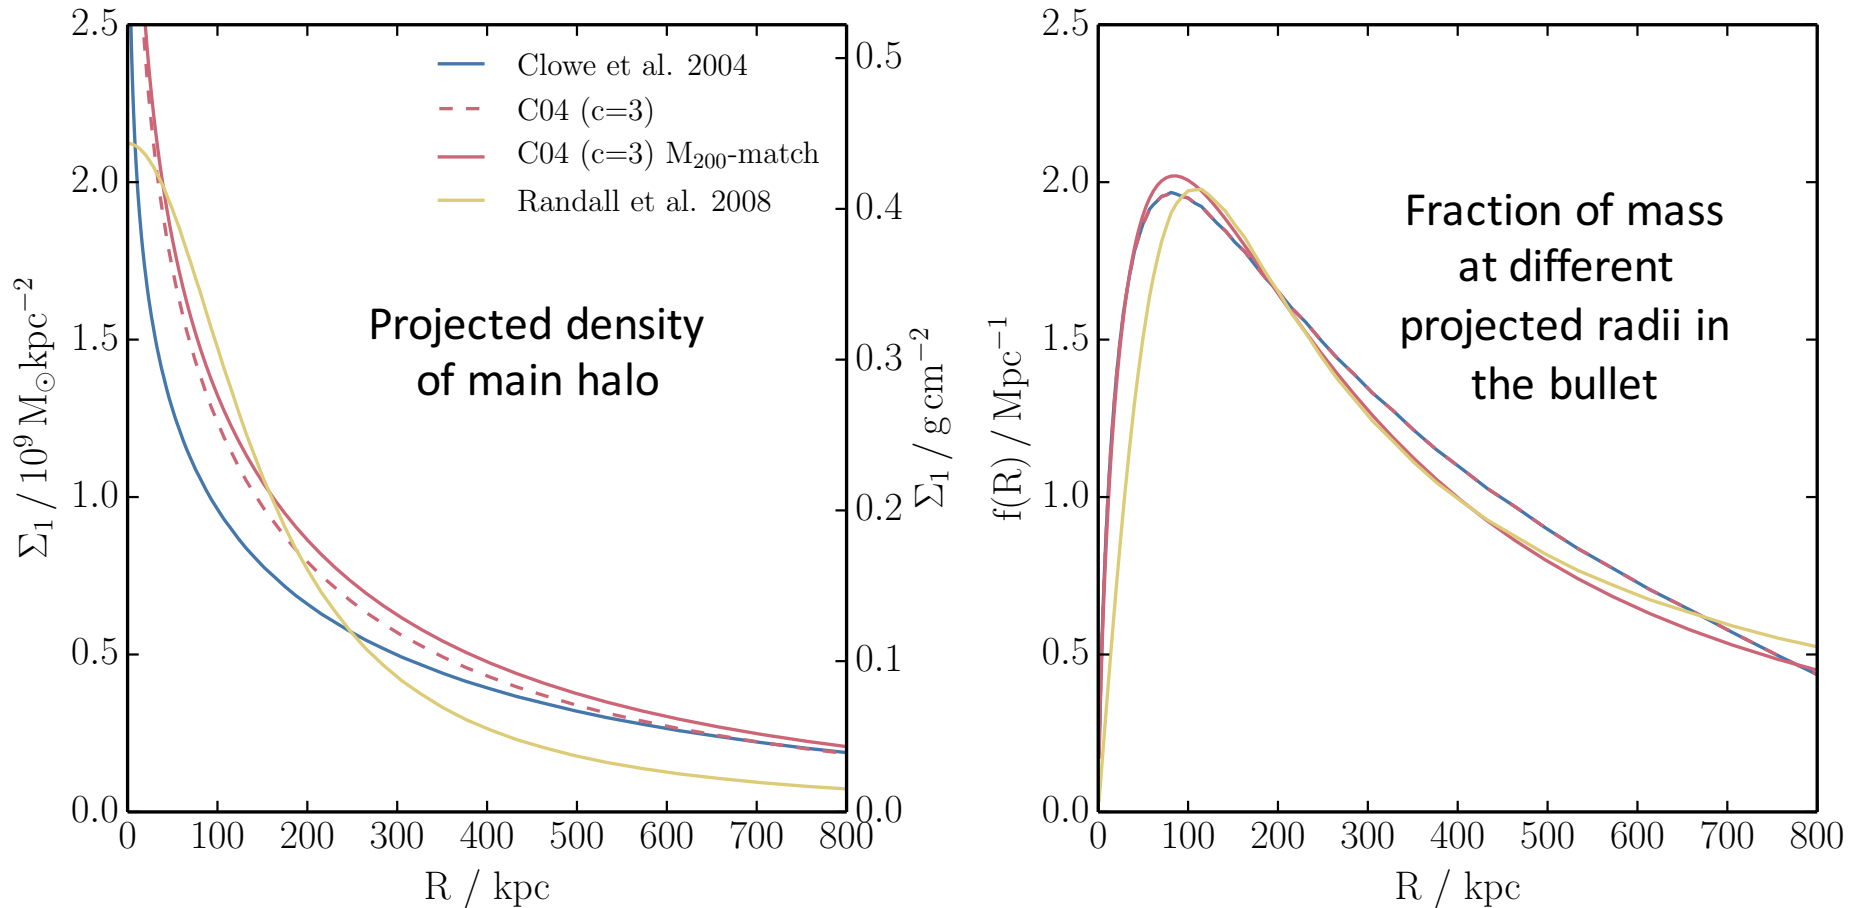 2.5
2.0
1.5
1.0
0.5
0.0
Σ₁ / 10⁹ M⊙kpc⁻²
Clowe et al. 2004
C04 (c=3)
C04 (c=3) M₂₀₀-match
Randall et al. 2008
Projected density
of main halo
0 100 200 300 400 500 600 700 800
R / kpc
0.5
0.4
0.3
0.2
0.1
0.0
Σ₁ / g cm⁻²
2.5
2.0
1.5
1.0
0.5
0.0
f(R) / Mpc⁻¹
Fraction of mass
at different
projected radii in
the bullet
0 100 200 300 400 500 600 700 800
R / kpc